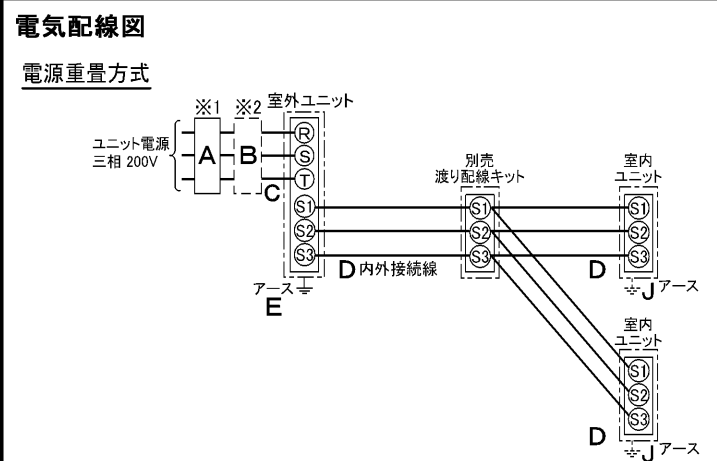 電気配線図
電源重畳方式
※1 ※2 室外ユニット
ユニット電源
三相 200V
A
B
C
R
S
T
S1
S2
S3
アース
E
D 内外接続線
別売
渡り配線キット
S1
S2
S3
室内
ユニット
S1
S2
S3
D
J アース
室内
ユニット
S1
S2
S3
D
J アース